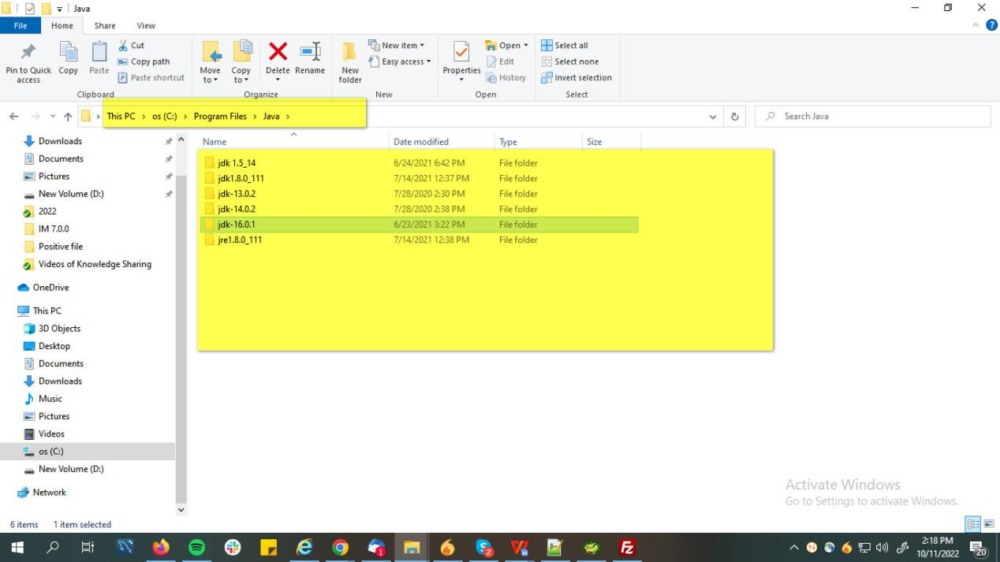 Java
File Home Share View
Pin to Quick access
Copy
Paste
Cut
Copy path
Paste shortcut
Clipboard
Move to
Copy to
Delete
Rename
Organize
New folder
New item
Easy access
New
Properties
Open
Edit
History
Open
Select all
Select none
Invert selection
Select
This PC os (C:) Program Files Java
Search Java
Downloads
Documents
Pictures
New Volume (D:)
2022
IM 7.0.0
Positive file
Videos of Knowledge Sharing
OneDrive
This PC
3D Objects
Desktop
Documents
Downloads
Music
Pictures
Videos
os (C:)
New Volume (D:)
Network
Name Date modified Type Size
jdk 1.5_14 6/24/2021 6:42 PM File folder
jdk1.8.0_111 7/14/2021 12:37 PM File folder
jdk-13.0.2 7/28/2020 2:30 PM File folder
jdk-14.0.2 7/28/2020 2:38 PM File folder
jdk-16.0.1 6/23/2021 3:22 PM File folder
jre1.8.0_111 7/14/2021 12:38 PM File folder
Activate Windows
Go to Settings to activate Windows.
6 items 1 item selected
1
2
Fz
2:18 PM
10/11/2022
20